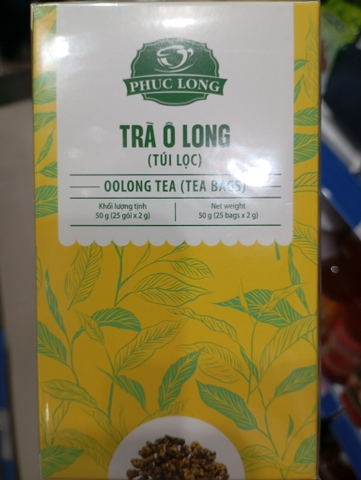 PHUC LONG
TRÀ Ô LONG
(TÚI LỌC)
OOLONG TEA (TEA BAGS)
Khối lượng tịnh
50 g (25 gói x 2 g)
Net weight
50 g (25 bags x 2 g)